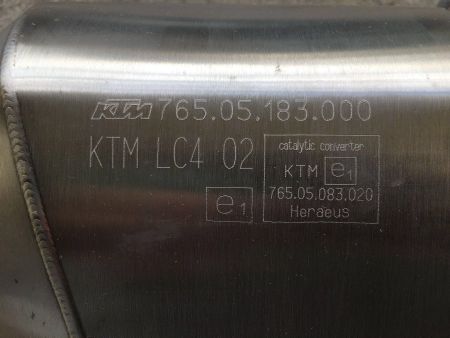 KTM 765.05.183.000
KTM LC4 02
e1
catalytic converter
KTM e1
765.05.083.020
Heraeus